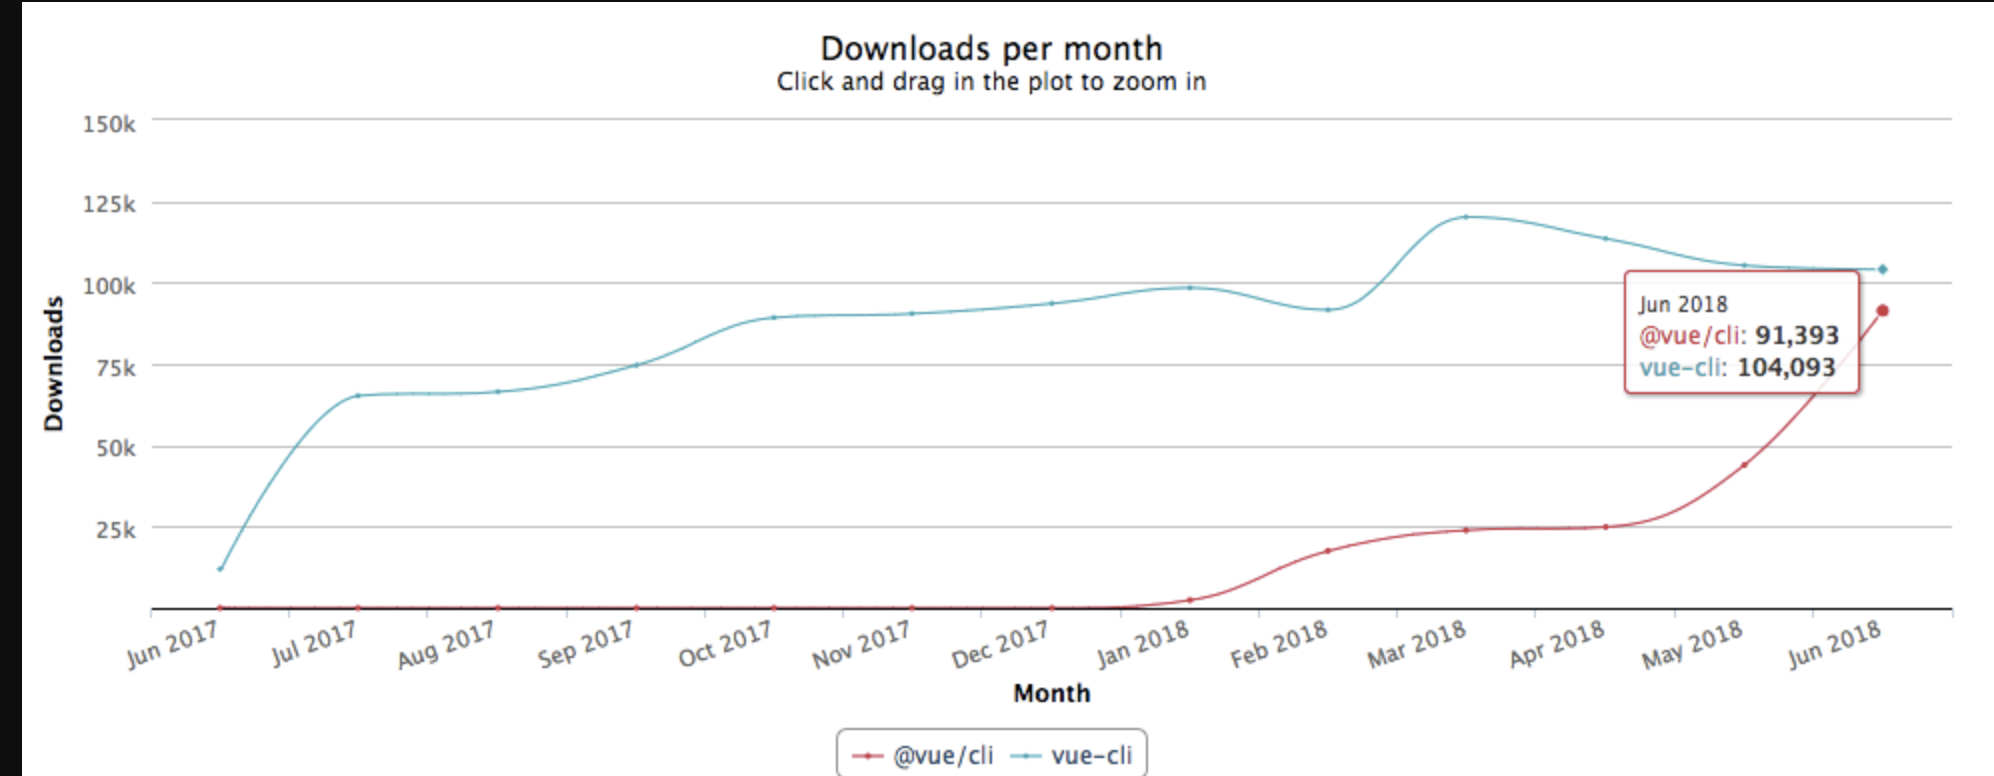 Downloads per month
Click and drag in the plot to zoom in
150k
125k
100k
75k
50k
25k
Downloads
Jun 2018
@vue/cli: 91,393
vue-cli: 104,093
Jun 2017
Jul 2017
Aug 2017
Sep 2017
Oct 2017
Nov 2017
Dec 2017
Jan 2018
Feb 2018
Mar 2018
Apr 2018
May 2018
Jun 2018
Month
@vue/cli
vue-cli